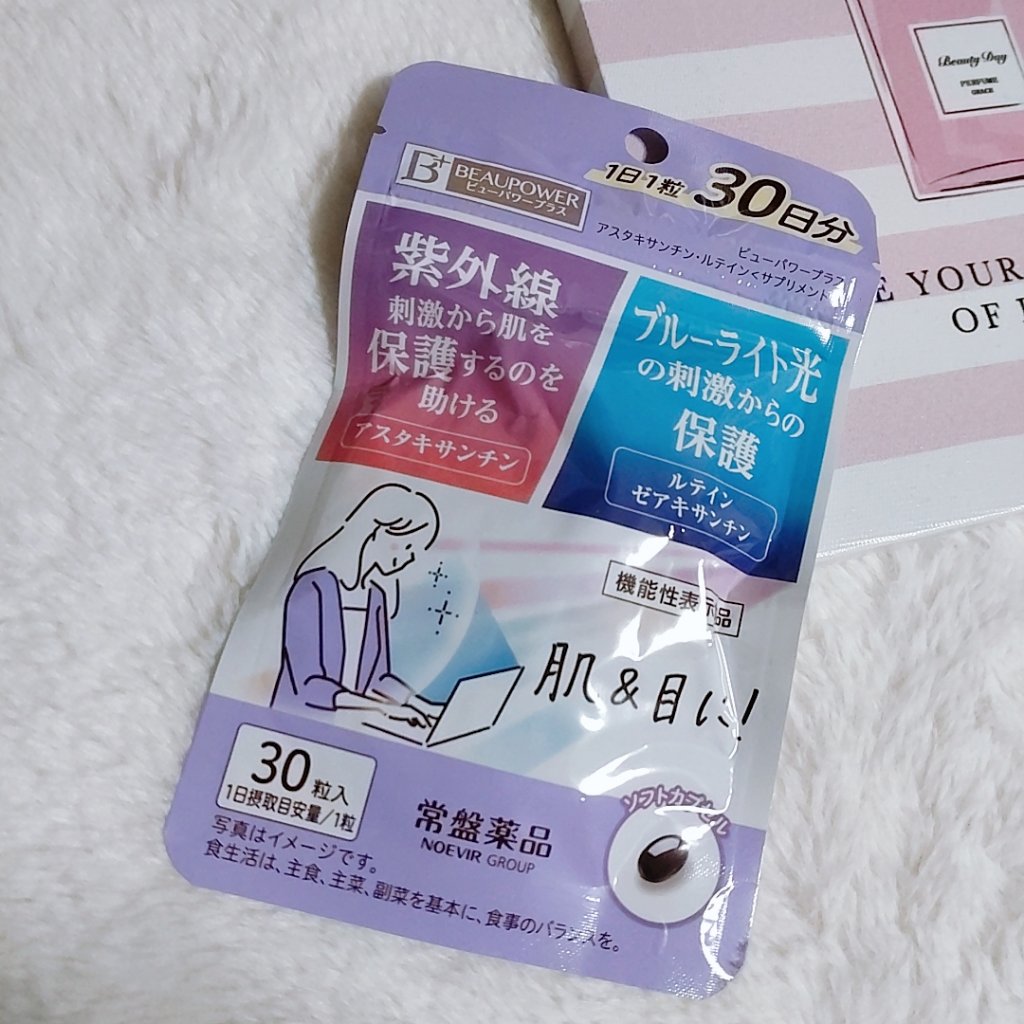 B+
BEAUPOWER
ビューパワープラス
1日1粒 30日分
ビューパワープラス
アスタキサンチン・ルテイン<サプリメント>
紫外線
刺激から肌を
保護するのを
助ける
アスタキサンチン
ブルーライト光
の刺激からの
保護
ルテイン
ゼアキサンチン
機能性表示品
肌&目に!
30粒入
1日摂取目安量/1粒
常盤薬品
NOEVIR GROUP
ソフトカプセル
写真はイメージです。
食生活は、主食、主菜、副菜を基本に、食事のバランスを。
Beauty Day
PERFUME
GRACE
E YOUR
OF